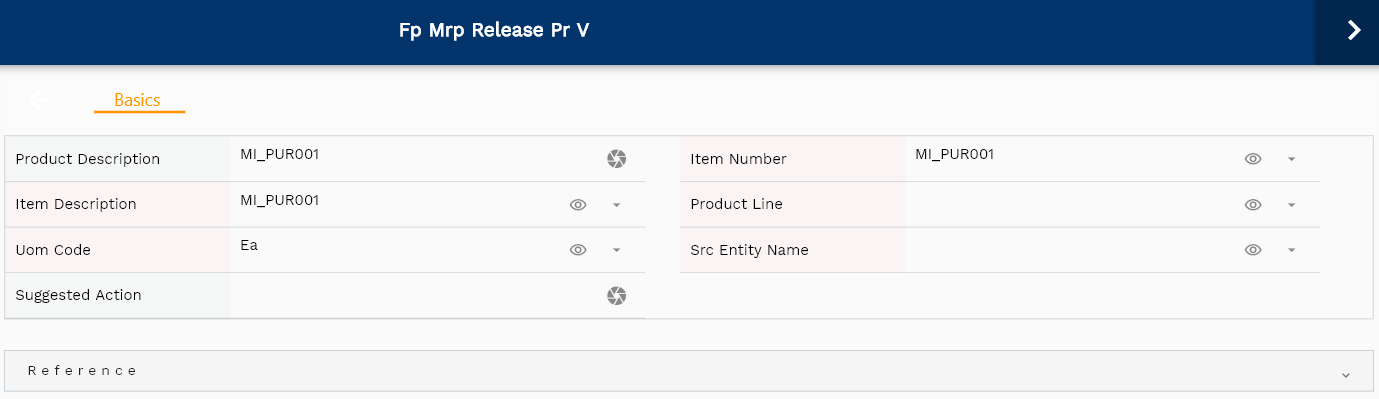 Fp Mrp Release Pr V
Basics
Product Description MI_PUR001 Item Number MI_PUR001
Item Description MI_PUR001 Product Line
Uom Code Ea Src Entity Name
Suggested Action
Reference